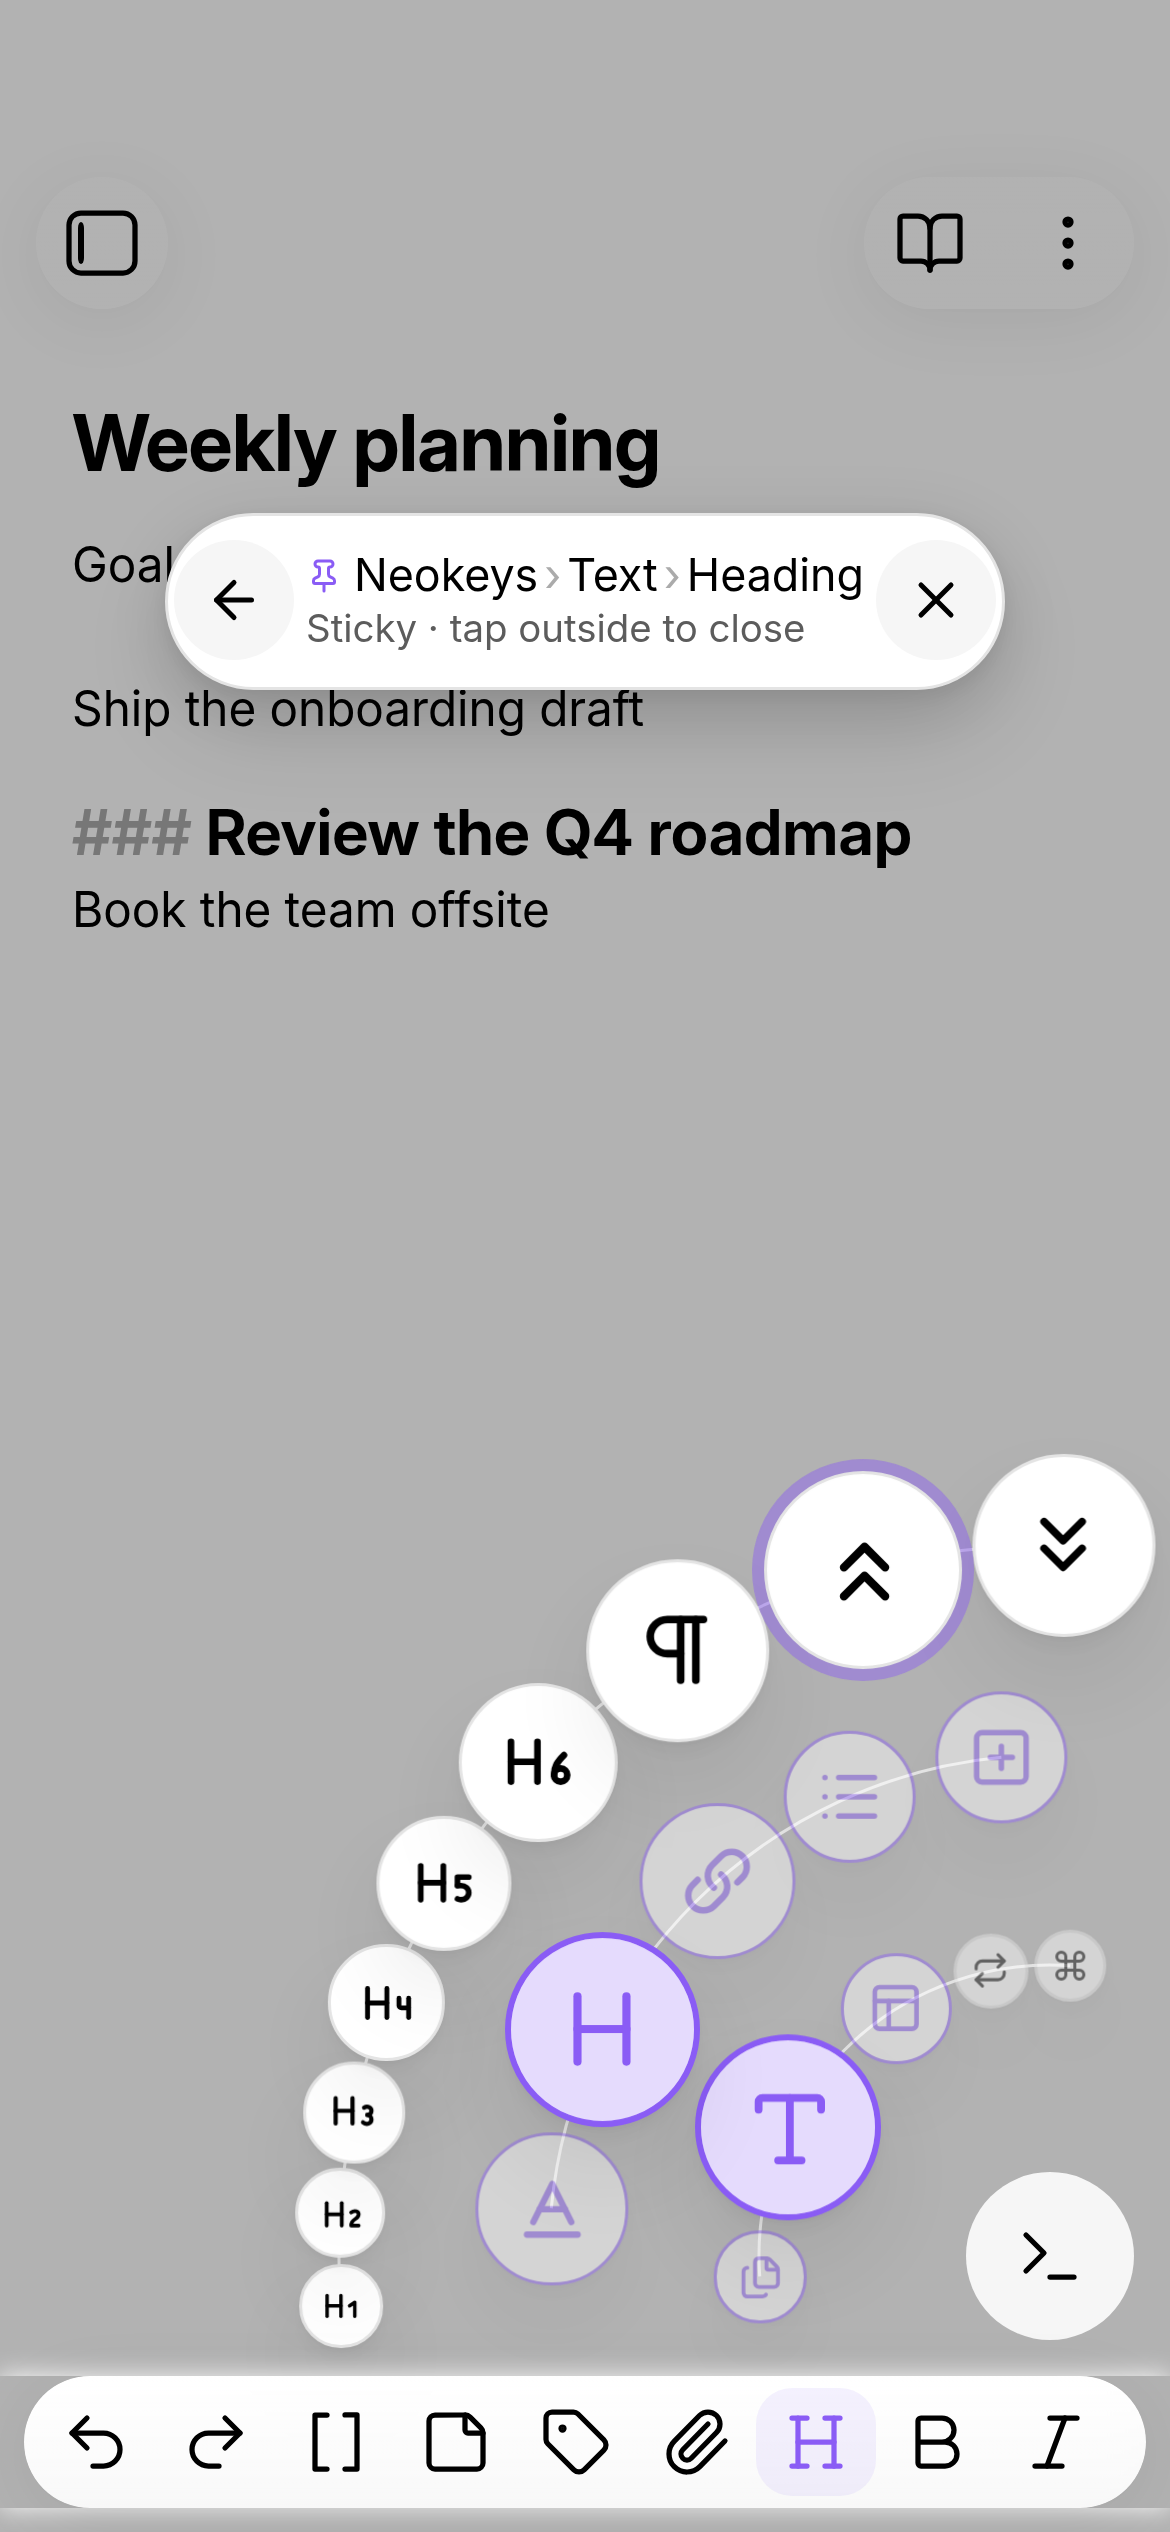 Weekly planning
Goal
Neokeys › Text › Heading
Sticky · tap outside to close
Ship the onboarding draft
### Review the Q4 roadmap
Book the team offsite
H6
H5
H4
H3
H2
H1
H
T
A
H B I